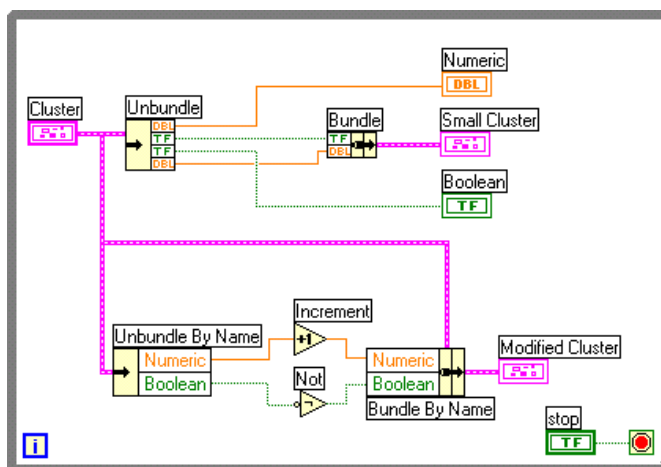 Numeric
DBL
Cluster
Unbundle
DBL
TF
TF
DBL
Bundle
TF
DBL
Small Cluster
Boolean
TF
Increment
+1
Unbundle By Name
Numeric
Boolean
Not
Numeric
Boolean
Bundle By Name
Modified Cluster
stop
TF
i